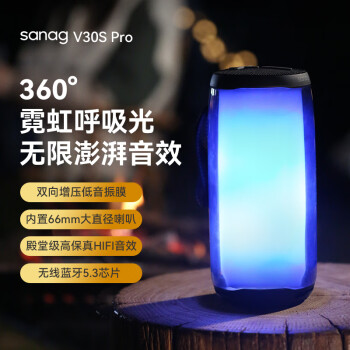 sanag V30S Pro
360°
霓虹呼吸光
无限澎湃音效
双向增压低音振膜
内置66mm大直径喇叭
殿堂级高保真HIFI音效
无线蓝牙5.3芯片